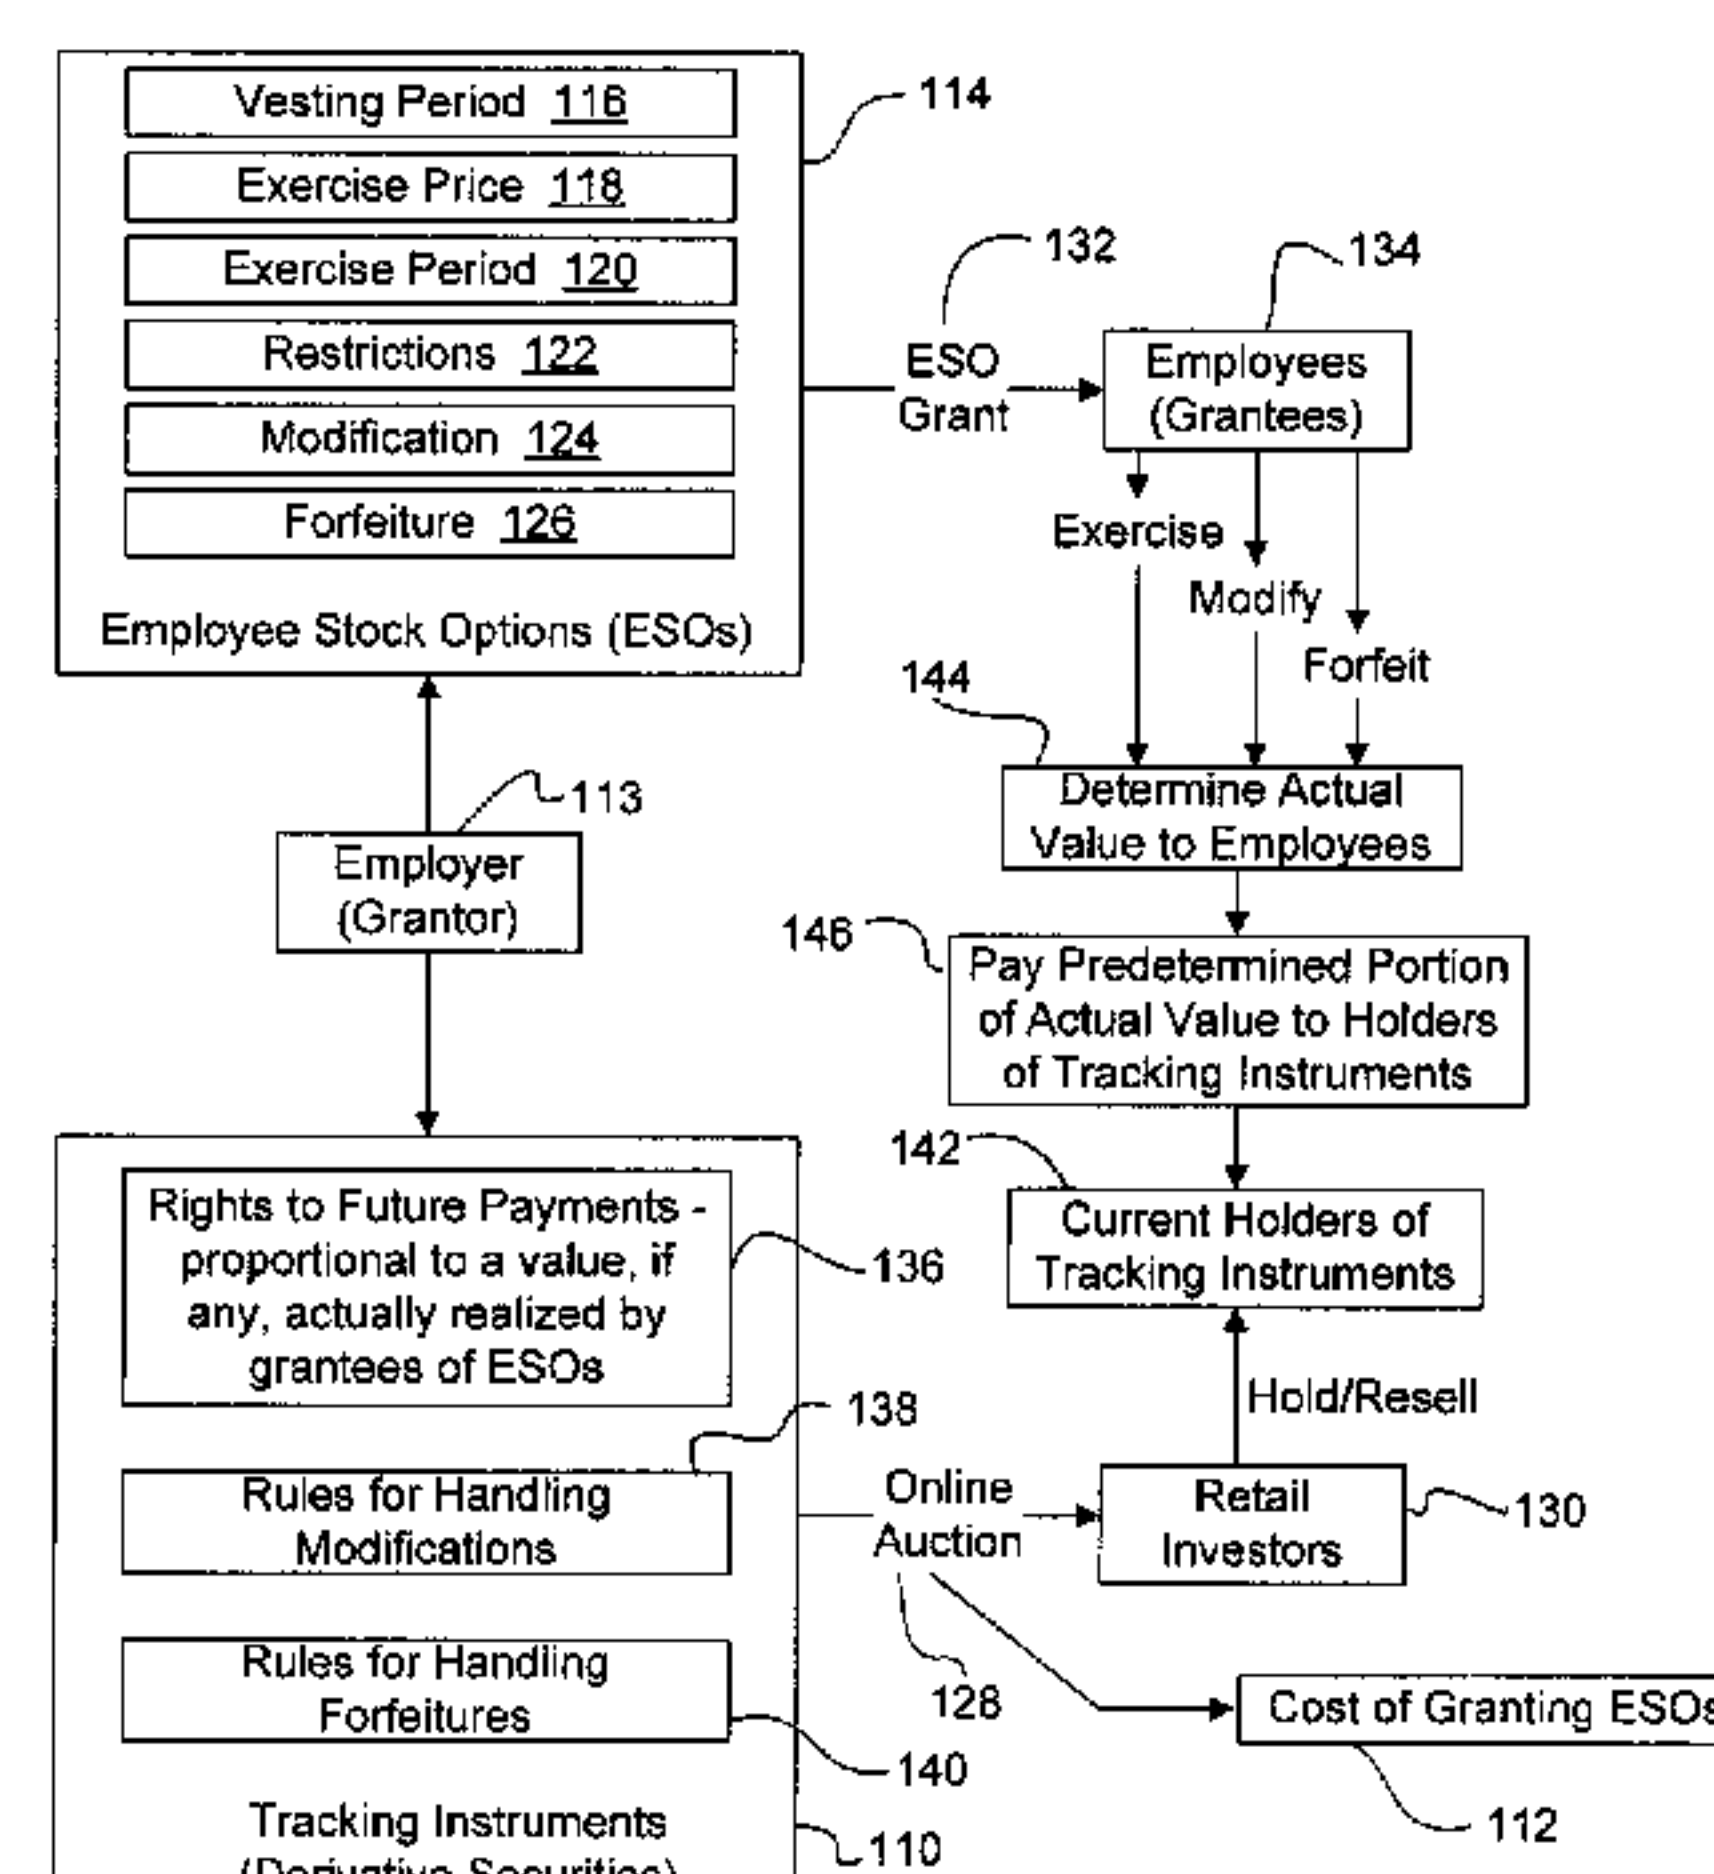 Vesting Period 116
Exercise Price 118
Exercise Period 120
Restrictions 122
Modification 124
Forfeiture 126
Employee Stock Options (ESOs)
114
132
134
ESO
Grant
Employees
(Grantees)
Exercise
Modify
Forfeit
144
Determine Actual
Value to Employees
113
Employer
(Grantor)
146
Pay Predetermined Portion
of Actual Value to Holders
of Tracking Instruments
142
Current Holders of
Tracking Instruments
Rights to Future Payments -
proportional to a value, if
any, actually realized by
grantees of ESOs
136
138
Hold/Resell
Rules for Handling
Modifications
Online
Auction
Retail
Investors
130
Rules for Handling
Forfeitures
128
Cost of Granting ESOs
140
112
Tracking Instruments
(Derivative Securities)
110